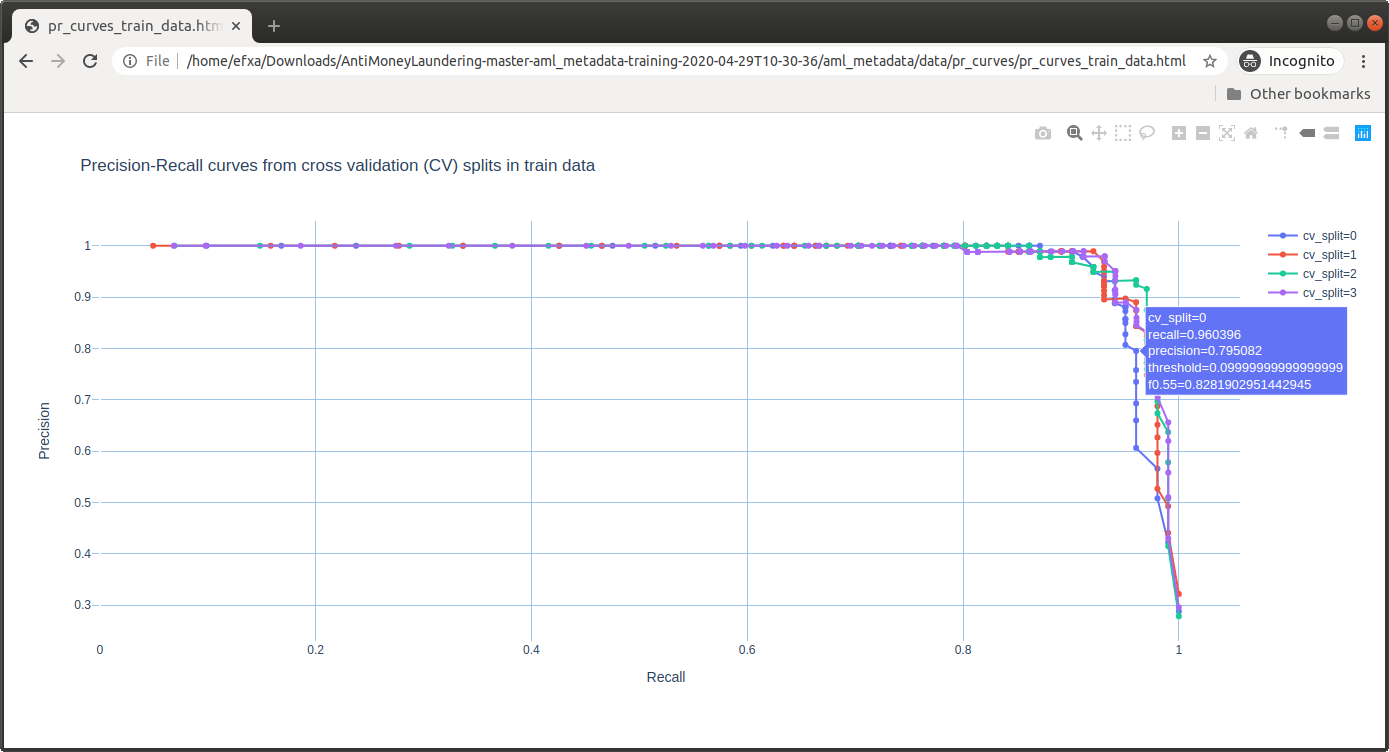 pr_curves_train_data.htm
File
/home/efxa/Downloads/AntiMoneyLaundering-master-aml_metadata-training-2020-04-29T10-30-36/aml_metadata/data/pr_curves/pr_curves_train_data.html
Incognito
Other bookmarks
Precision-Recall curves from cross validation (CV) splits in train data
cv_split=0
cv_split=1
cv_split=2
cv_split=3
cv_split=0
recall=0.960396
precision=0.795082
threshold=0.09999999999999999
f0.55=0.8281902951442945
1
0.9
0.8
0.7
0.6
0.5
0.4
0.3
Precision
0
0.2
0.4
0.6
0.8
1
Recall